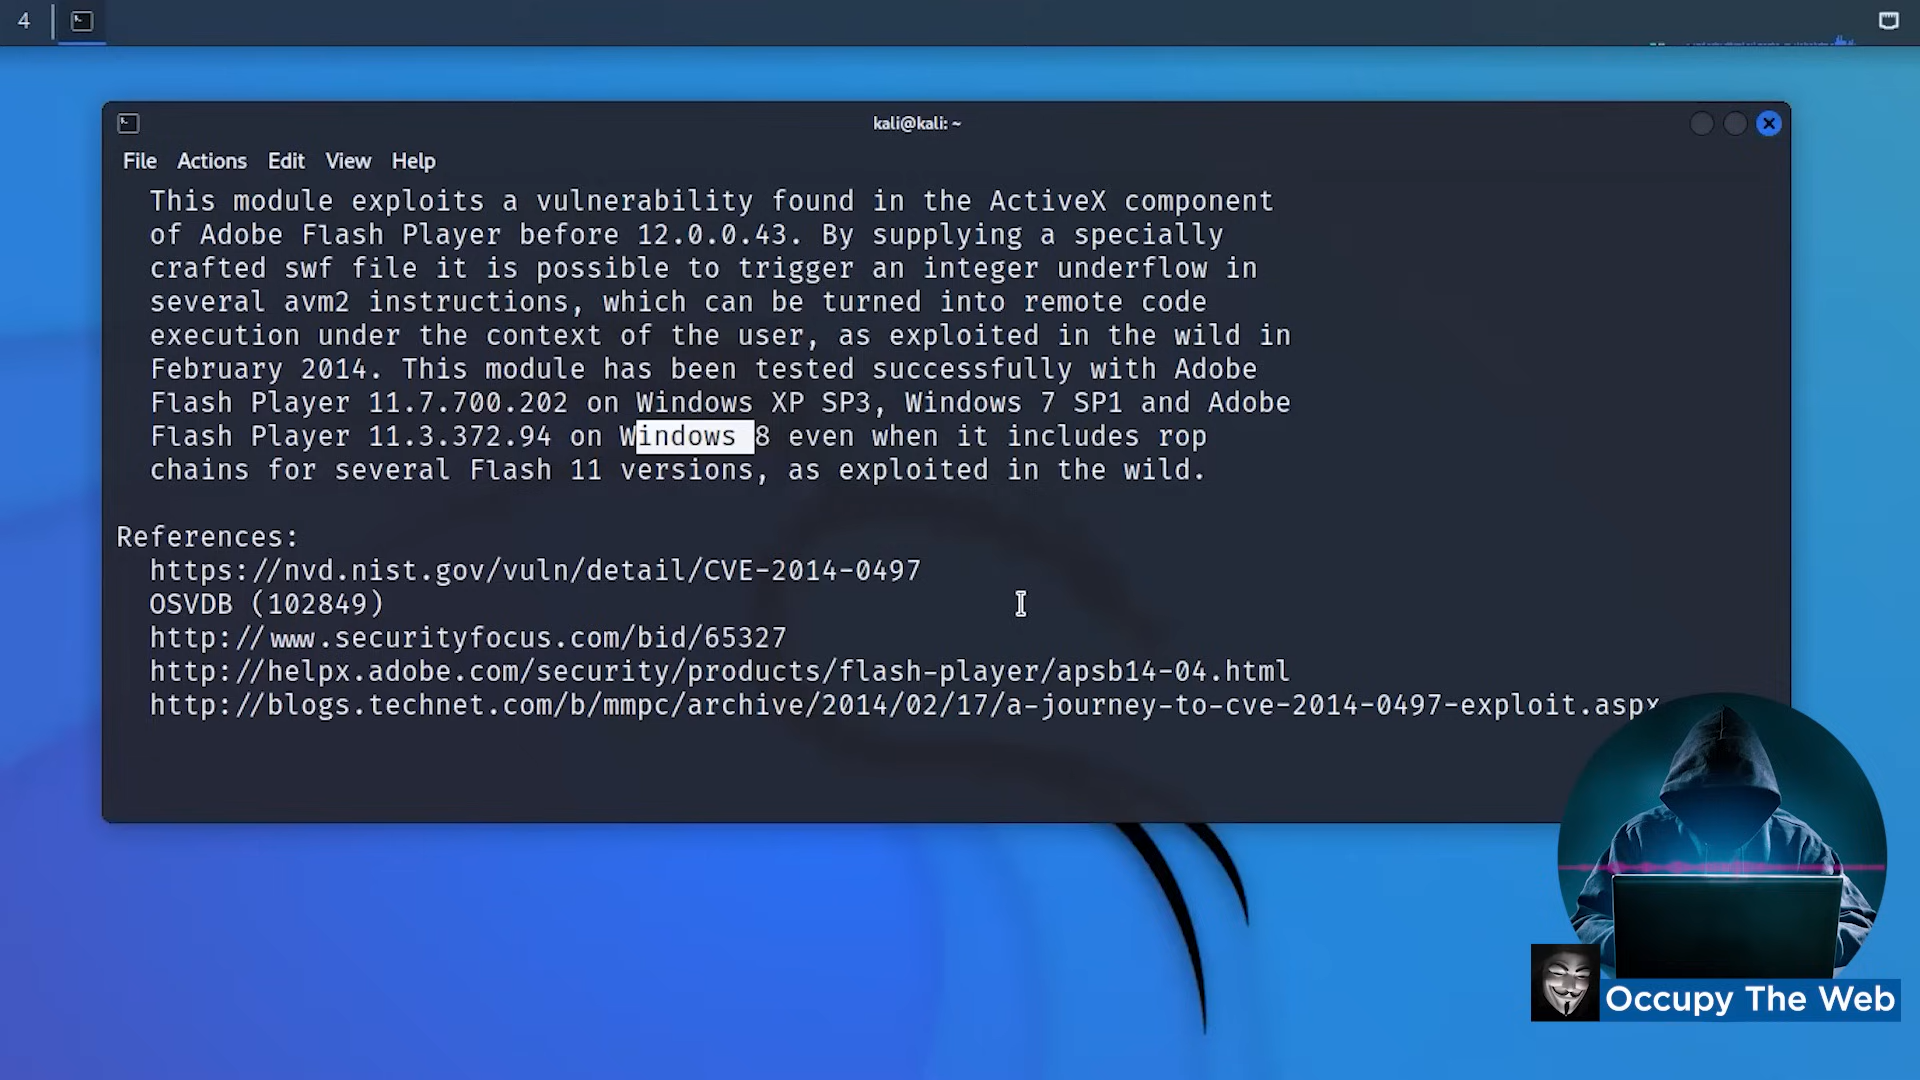 4
kali@kali: ~
File Actions Edit View Help
This module exploits a vulnerability found in the ActiveX component
of Adobe Flash Player before 12.0.0.43. By supplying a specially
crafted swf file it is possible to trigger an integer underflow in
several avm2 instructions, which can be turned into remote code
execution under the context of the user, as exploited in the wild in
February 2014. This module has been tested successfully with Adobe
Flash Player 11.7.700.202 on Windows XP SP3, Windows 7 SP1 and Adobe
Flash Player 11.3.372.94 on Windows 8 even when it includes rop
chains for several Flash 11 versions, as exploited in the wild.
References:
https://nvd.nist.gov/vuln/detail/CVE-2014-0497
OSVDB (102849)
http://www.securityfocus.com/bid/65327
http://helpx.adobe.com/security/products/flash-player/apsb14-04.html
http://blogs.technet.com/b/mmpc/archive/2014/02/17/a-journey-to-cve-2014-0497-exploit.aspx
Occupy The Web